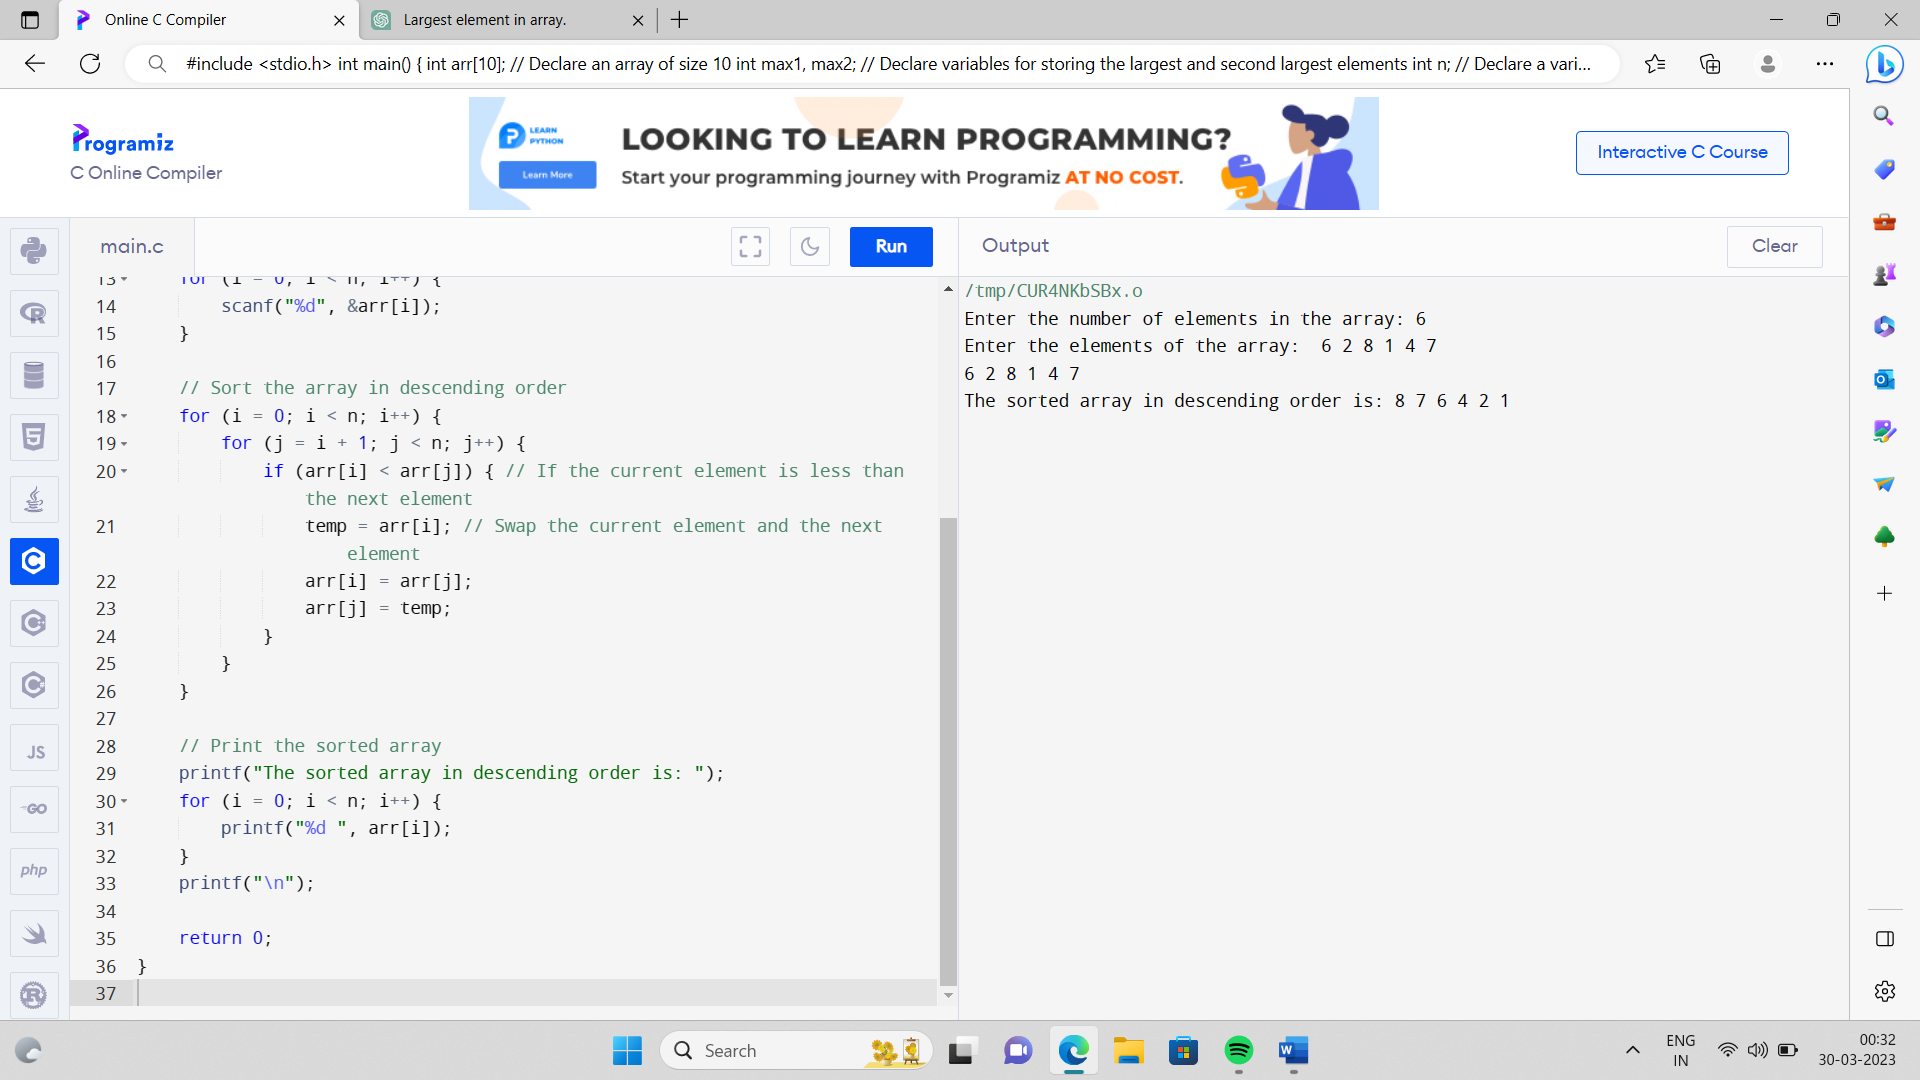 Online C Compiler
Largest element in array.
#include <stdio.h> int main() { int arr[10]; // Declare an array of size 10 int max1, max2; // Declare variables for storing the largest and second largest elements int n; // Declare a vari...
Programiz
C Online Compiler
LEARN PYTHON
Learn More
LOOKING TO LEARN PROGRAMMING?
Start your programming journey with Programiz AT NO COST.
Interactive C Course
main.c
Run
Output
Clear
13 for (i = 0; i < n; i++) {
14 scanf("%d", &arr[i]);
15 }
16
17 // Sort the array in descending order
18 for (i = 0; i < n; i++) {
19 for (j = i + 1; j < n; j++) {
20 if (arr[i] < arr[j]) { // If the current element is less than
the next element
21 temp = arr[i]; // Swap the current element and the next
element
22 arr[i] = arr[j];
23 arr[j] = temp;
24 }
25 }
26 }
27
28 // Print the sorted array
29 printf("The sorted array in descending order is: ");
30 for (i = 0; i < n; i++) {
31 printf("%d ", arr[i]);
32 }
33 printf("\n");
34
35 return 0;
36 }
37
/tmp/CUR4NKbSBx.o
Enter the number of elements in the array: 6
Enter the elements of the array:  6 2 8 1 4 7
6 2 8 1 4 7
The sorted array in descending order is: 8 7 6 4 2 1
JS
GO
php
Search
ENG
IN
00:32
30-03-2023